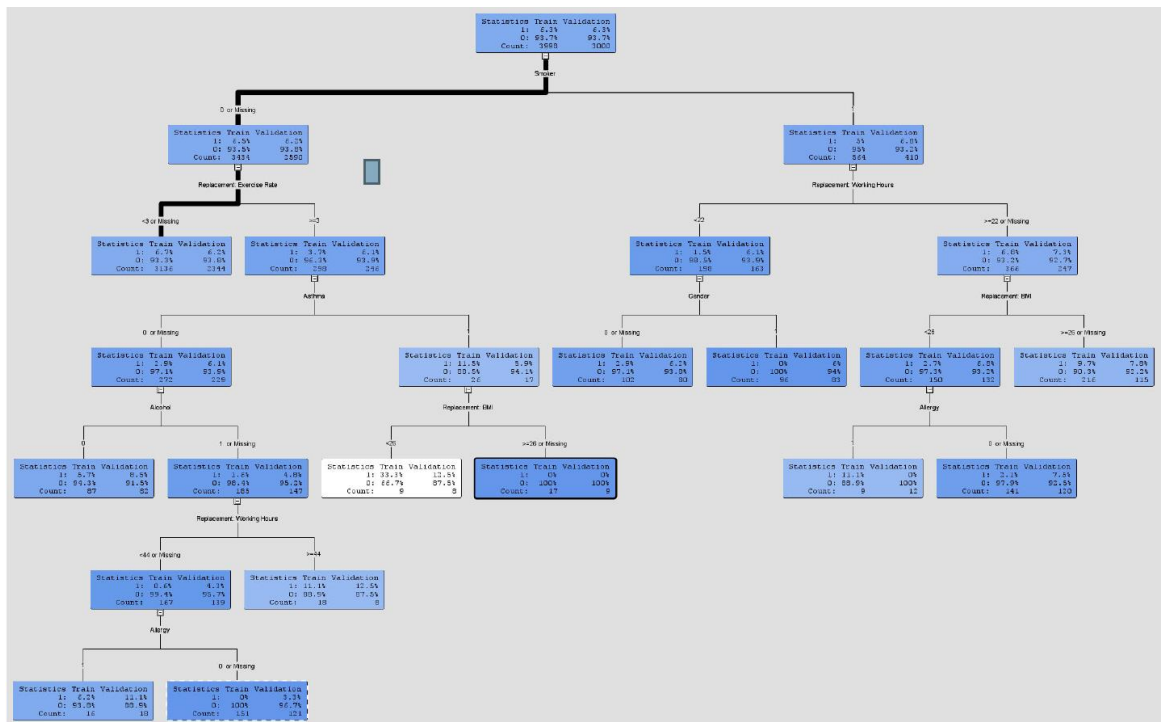 Statistics Train Validation
1: 6.3% 6.3%
0: 93.7% 93.7%
Count: 3998 3000
Smoker
0 or Missing
1
Statistics Train Validation
1: 6.5% 6.2%
0: 93.5% 93.8%
Count: 3434 2590
Statistics Train Validation
1: 5% 6.8%
0: 95% 93.2%
Count: 564 410
Replacement: Exercise Rate
Replacement: Working Hours
<3 or Missing
>=3
<22
>=22 or Missing
Statistics Train Validation
1: 6.7% 6.2%
0: 93.3% 93.8%
Count: 3136 2344
Statistics Train Validation
1: 3.7% 6.1%
0: 96.3% 93.9%
Count: 298 246
Statistics Train Validation
1: 1.5% 6.1%
0: 98.5% 93.9%
Count: 198 163
Statistics Train Validation
1: 6.8% 7.3%
0: 93.2% 92.7%
Count: 366 247
Asthma
Gender
Replacement: BMI
0 or Missing
1
0 or Missing
1
>=26 or Missing
Statistics Train Validation
1: 2.9% 6.1%
0: 97.1% 93.9%
Count: 272 229
Statistics Train Validation
1: 11.5% 5.9%
0: 88.5% 94.1%
Count: 26 17
Statistics Train Validation
1: 2.9%
0: 97.1%
Count: 102 80
Statistics Train Validation
1: 0% 6%
0: 100% 94%
Count: 96 83
Statistics Train Validation
1: 2.7% 6.8%
0: 97.3% 93.2%
Count: 150 132
Statistics Train Validation
1: 9.7% 7.8%
0: 90.3% 92.2%
Count: 216 115
Alcohol
Replacement: BMI
Allergy
0
1 or Missing
>=26 or Missing
1
0 or Missing
Statistics Train Validation
1: 5.7% 8.5%
0: 94.3% 91.5%
Count: 87 82
Statistics Train Validation
1: 1.6% 4.8%
0: 98.4% 95.2%
Count: 185 147
Statistics Train Validation
1: 33.3% 12.5%
0: 66.7% 87.5%
Count: 9 8
Statistics Train Validation
1: 0% 0%
0: 100% 100%
Count: 17 9
Statistics Train Validation
1: 11.1% 0%
0: 88.9% 100%
Count: 9 12
Statistics Train Validation
1: 2.1% 7.5%
0: 97.9% 92.5%
Count: 141 120
Replacement: Working Hours
<44 or Missing
>=44
Statistics Train Validation
1: 0.6% 4.3%
0: 99.4% 95.7%
Count: 167 139
Statistics Train Validation
1: 11.1% 12.5%
0: 88.9% 87.5%
Count: 18 8
Allergy
1
0 or Missing
Statistics Train Validation
1: 6.2% 11.1%
0: 93.8% 88.9%
Count: 16 18
Statistics Train Validation
1: 0% 3.3%
0: 100% 96.7%
Count: 151 121